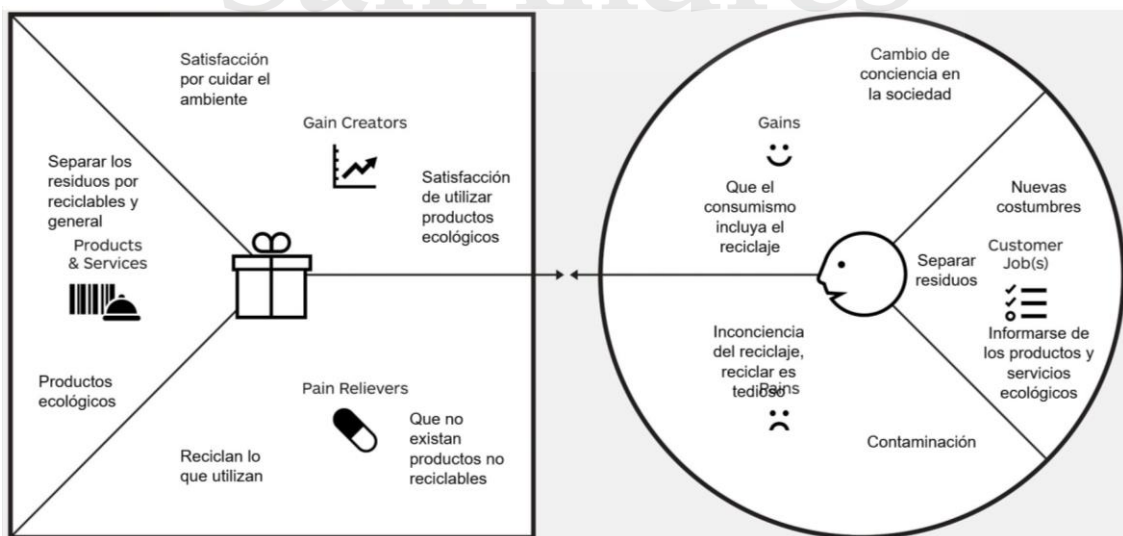 Satisfacción
por cuidar el
ambiente
Gain Creators
Separar los
residuos por
reciclables y
general
Products
& Services
Satisfacción
de utilizar
productos
ecológicos
Productos
ecológicos
Pain Relievers
Reciclan lo
que utilizan
Que no
existan
productos no
reciclables
Cambio de
conciencia en
la sociedad
Gains
Que el
consumismo
incluya el
reciclaje
Nuevas
costumbres
Separar
residuos
Customer
Job(s)
Informarse de
los productos y
servicios
ecológicos
Inconciencia
del reciclaje,
reciclar es
tedioso
Pains
Contaminación